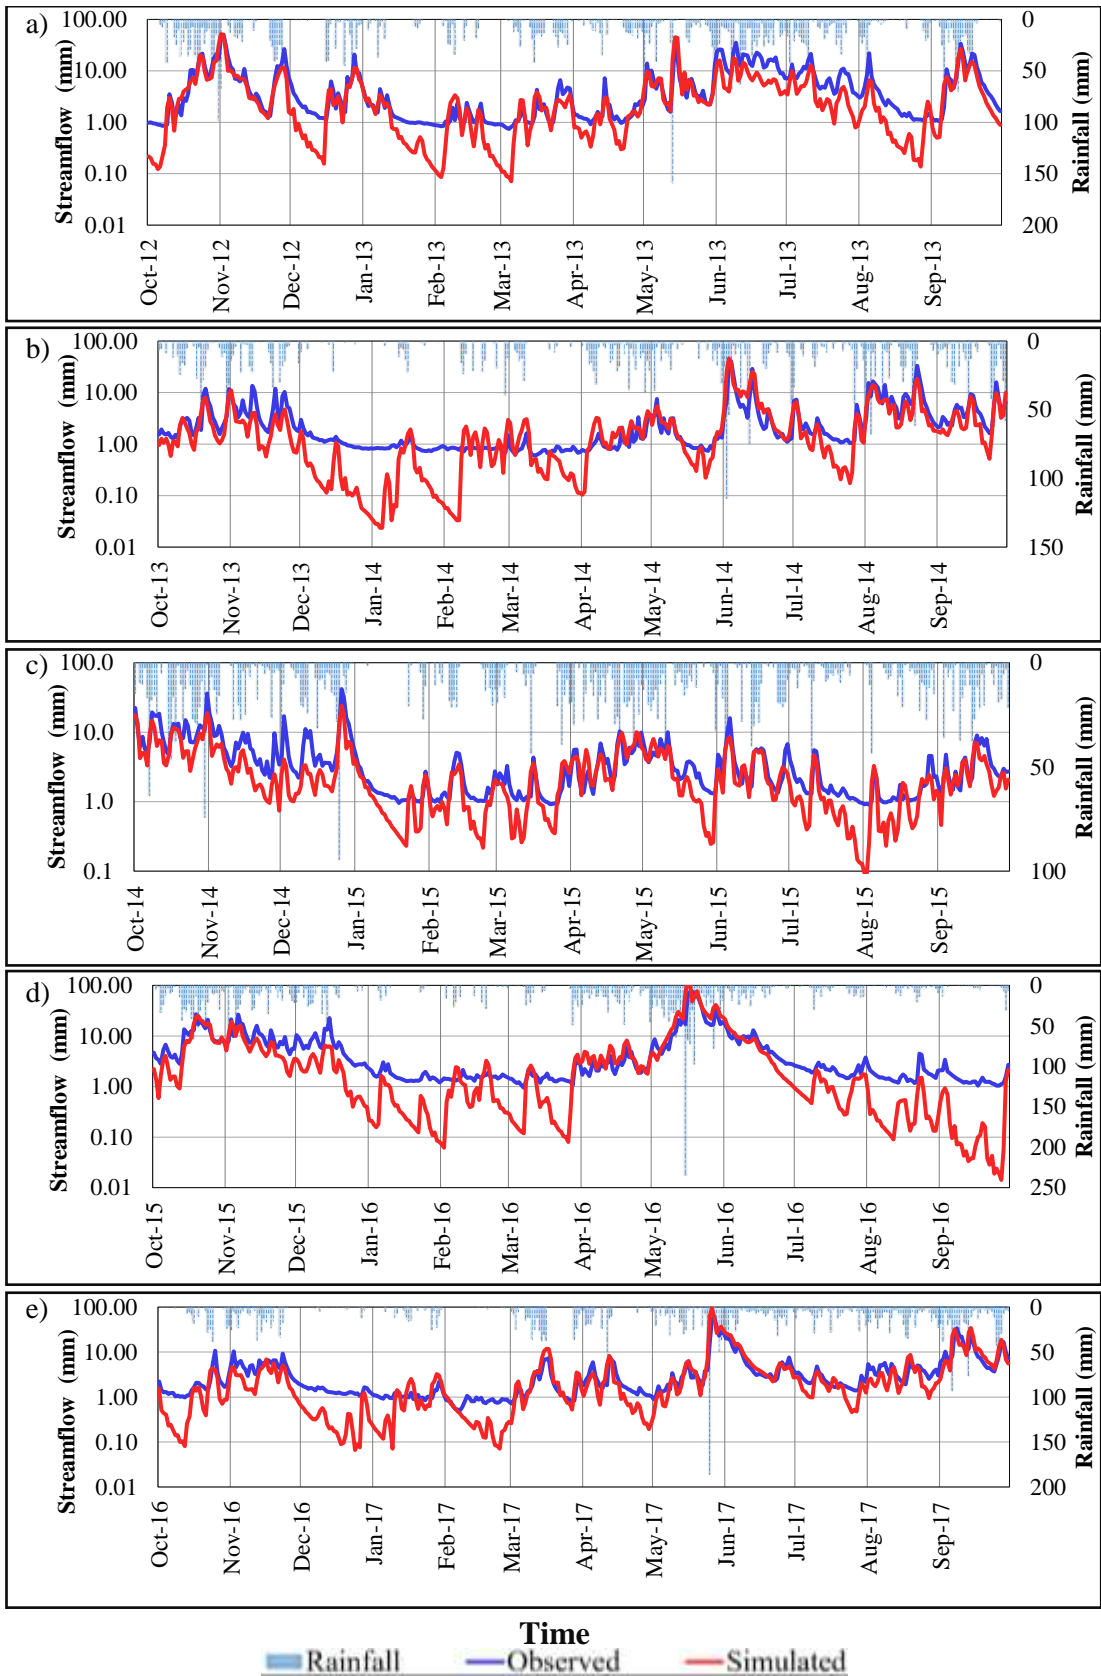 a)
Streamflow (mm)
100.00
10.00
1.00
0.10
0.01
0
50
100
150
200
Rainfall (mm)
Oct-12
Nov-12
Dec-12
Jan-13
Feb-13
Mar-13
Apr-13
May-13
Jun-13
Jul-13
Aug-13
Sep-13
b)
Streamflow (mm)
100.00
10.00
1.00
0.10
0.01
0
50
100
150
Rainfall (mm)
Oct-13
Nov-13
Dec-13
Jan-14
Feb-14
Mar-14
Apr-14
May-14
Jun-14
Jul-14
Aug-14
Sep-14
c)
Streamflow (mm)
100.0
10.0
1.0
0.1
0
50
100
Rainfall (mm)
Oct-14
Nov-14
Dec-14
Jan-15
Feb-15
Mar-15
Apr-15
May-15
Jun-15
Jul-15
Aug-15
Sep-15
d)
Streamflow (mm)
100.00
10.00
1.00
0.10
0.01
0
50
100
150
200
250
Rainfall (mm)
Oct-15
Nov-15
Dec-15
Jan-16
Feb-16
Mar-16
Apr-16
May-16
Jun-16
Jul-16
Aug-16
Sep-16
e)
Streamflow (mm)
100.00
10.00
1.00
0.10
0.01
0
50
100
150
200
Rainfall (mm)
Oct-16
Nov-16
Dec-16
Jan-17
Feb-17
Mar-17
Apr-17
May-17
Jun-17
Jul-17
Aug-17
Sep-17
Time
Rainfall Observed Simulated